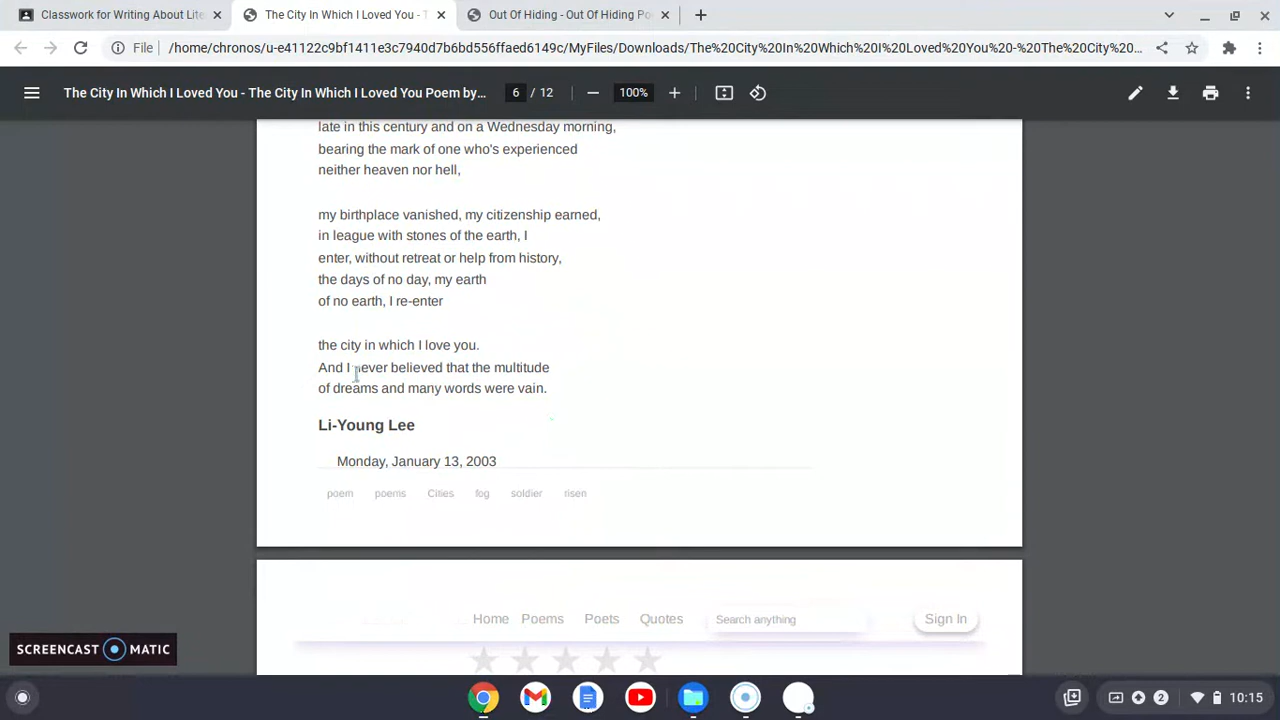 Classwork for Writing About Lite
The City In Which I Loved You - T
Out Of Hiding - Out Of Hiding Po
File
/home/chronos/u-e41122c9bf1411e3c7940d7b6bd556ffaed6149c/MyFiles/Downloads/The%20City%20In%20Which%20I%20Loved%20You%20-%20The%20City%20...
The City In Which I Loved You - The City In Which I Loved You Poem by...
6 / 12
100%
late in this century and on a Wednesday morning,
bearing the mark of one who's experienced
neither heaven nor hell,
my birthplace vanished, my citizenship earned,
in league with stones of the earth, I
enter, without retreat or help from history,
the days of no day, my earth
of no earth, I re-enter
the city in which I love you.
And I never believed that the multitude
of dreams and many words were vain.
Li-Young Lee
Monday, January 13, 2003
poem poems Cities fog soldier risen
Home Poems Poets Quotes Search anything Sign In
SCREENCAST MATIC
2 10:15